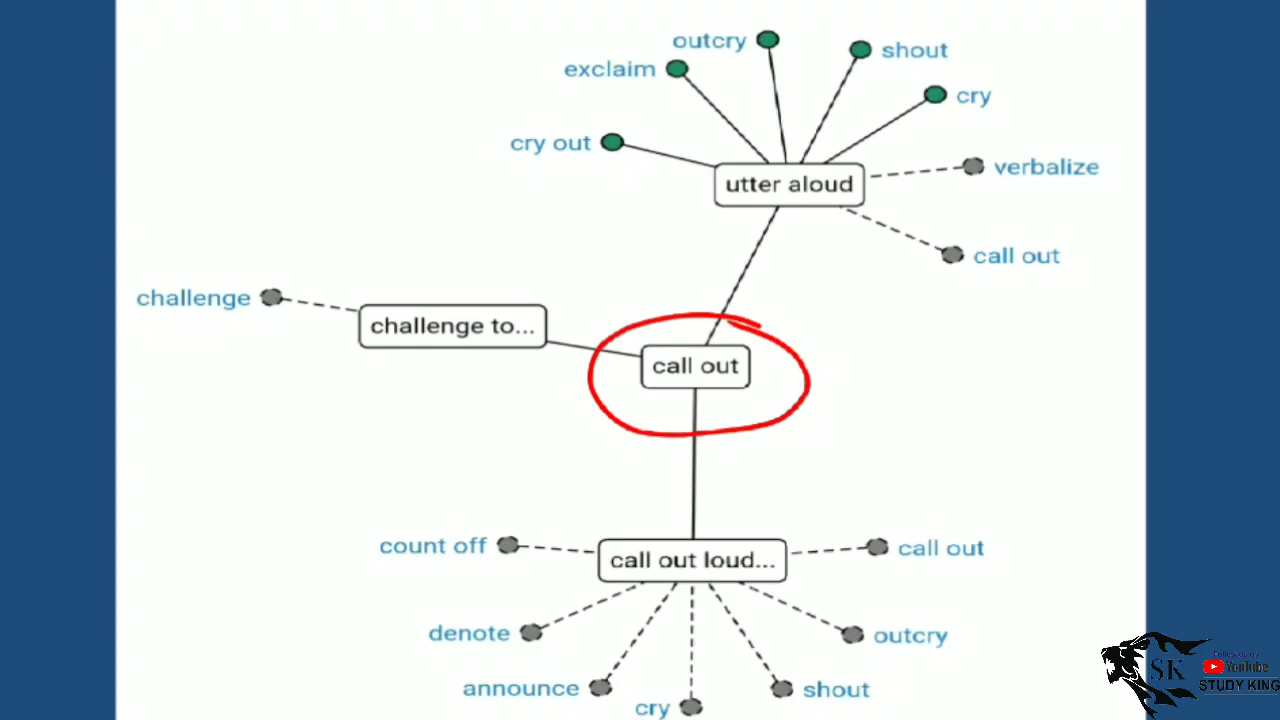 outcry
shout
exclaim
cry
cry out
verbalize
utter aloud
call out
challenge
challenge to...
call out
count off
call out loud...
call out
denote
outcry
announce
shout
cry
SK
YouTube
STUDY KING